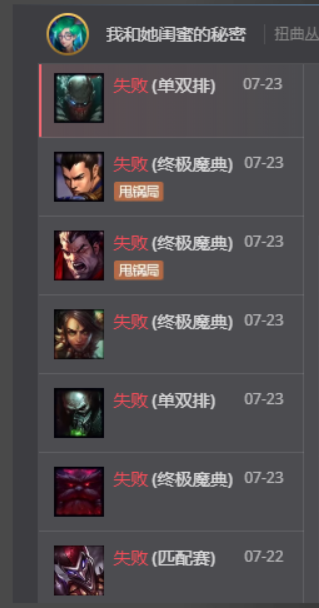 我和她闺蜜的秘密 扭曲丛
失败 (单双排) 07-23
失败 (终极魔典) 07-23
甩锅局
失败 (终极魔典) 07-23
甩锅局
失败 (终极魔典) 07-23
失败 (单双排) 07-23
失败 (终极魔典) 07-23
失败 (匹配赛) 07-22